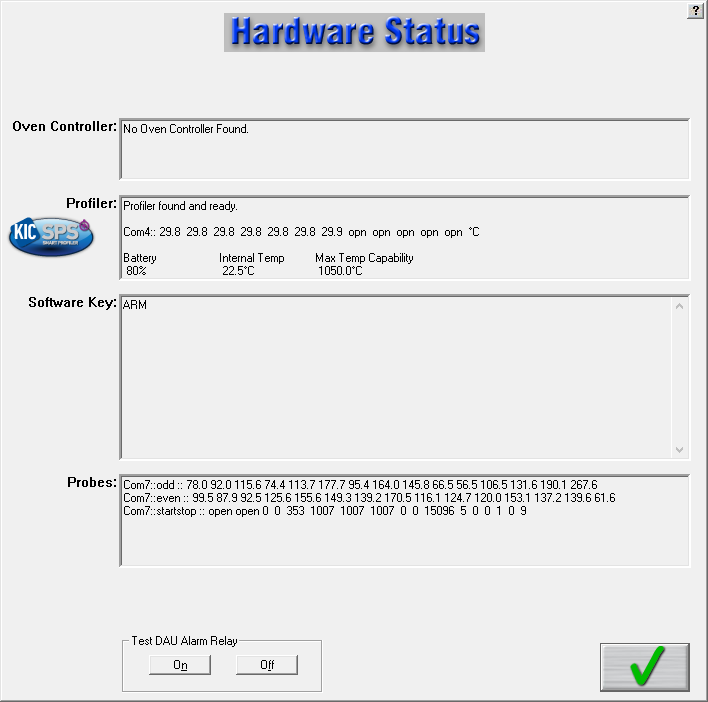 ?
Hardware Status
Oven Controller: No Oven Controller Found.
Profiler: Profiler found and ready.
KIC SPS
SMART PROFILER
Com4:: 29.8 29.8 29.8 29.8 29.8 29.8 29.9 opn opn opn opn opn °C
Battery Internal Temp Max Temp Capability
80% 22.5°C 1050.0°C
Software Key: ARM
Probes: Com7::odd :: 78.0 92.0 115.6 74.4 113.7 177.7 95.4 164.0 145.8 66.5 56.5 106.5 131.6 190.1 267.6
Com7::even :: 99.5 87.9 92.5 125.6 155.6 149.3 139.2 170.5 116.1 124.7 120.0 153.1 137.2 139.6 61.6
Com7::startstop :: open open 0 0 353 1007 1007 1007 0 0 15096 5 0 0 1 0 9
Test DAU Alarm Relay
On Off